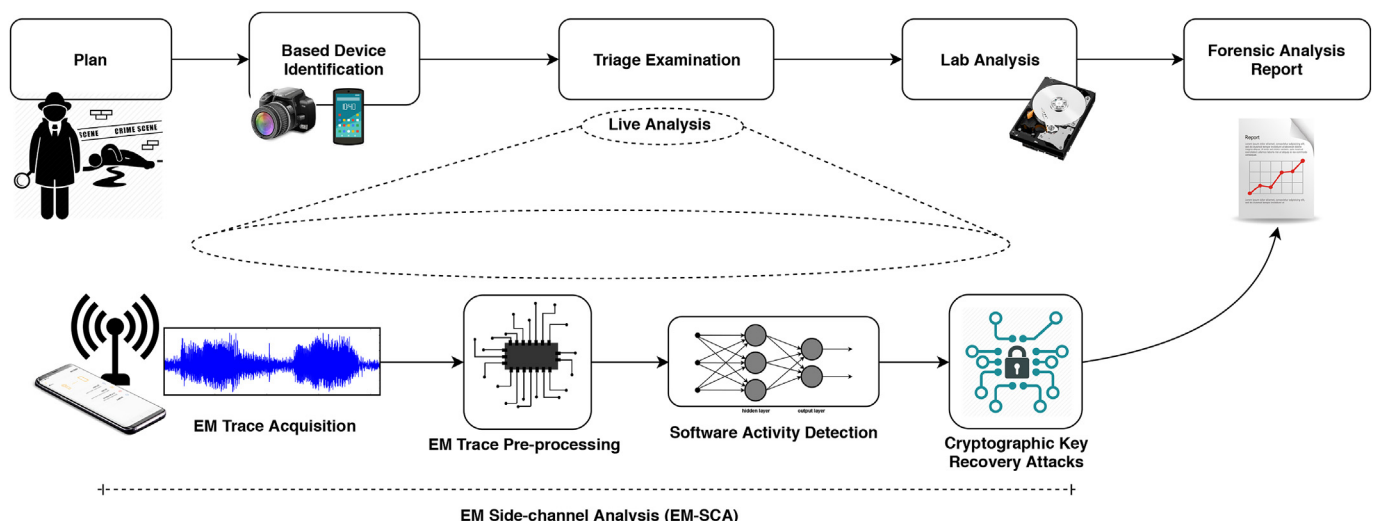 Plan
Based Device
Identification
Triage Examination
Lab Analysis
Forensic Analysis
Report
Live Analysis
SCENE CRIME SCENE
Report
EM Trace Acquisition
EM Trace Pre-processing
hidden layer
output layer
Software Activity Detection
Cryptographic Key
Recovery Attacks
EM Side-channel Analysis (EM-SCA)